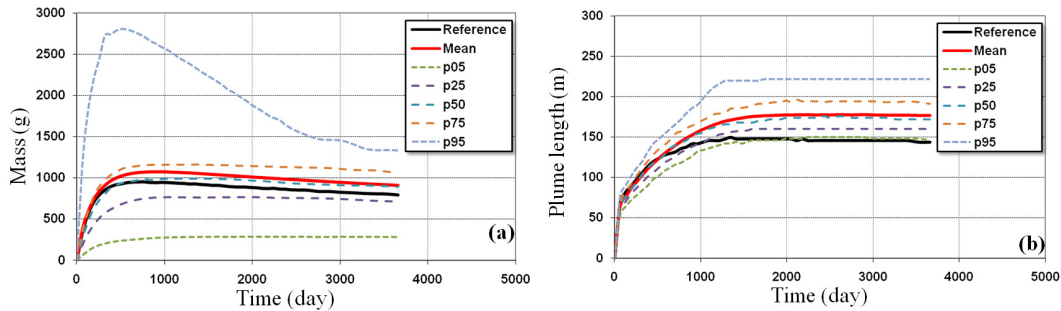 3000
2500
2000
1500
1000
500
0
Mass (g)
0 1000 2000 3000 4000 5000
Time (day)
Reference
Mean
p05
p25
p50
p75
p95
(a)
300
250
200
150
100
50
0
Plume length (m)
0 1000 2000 3000 4000 5000
Time (day)
Reference
Mean
p05
p25
p50
p75
p95
(b)